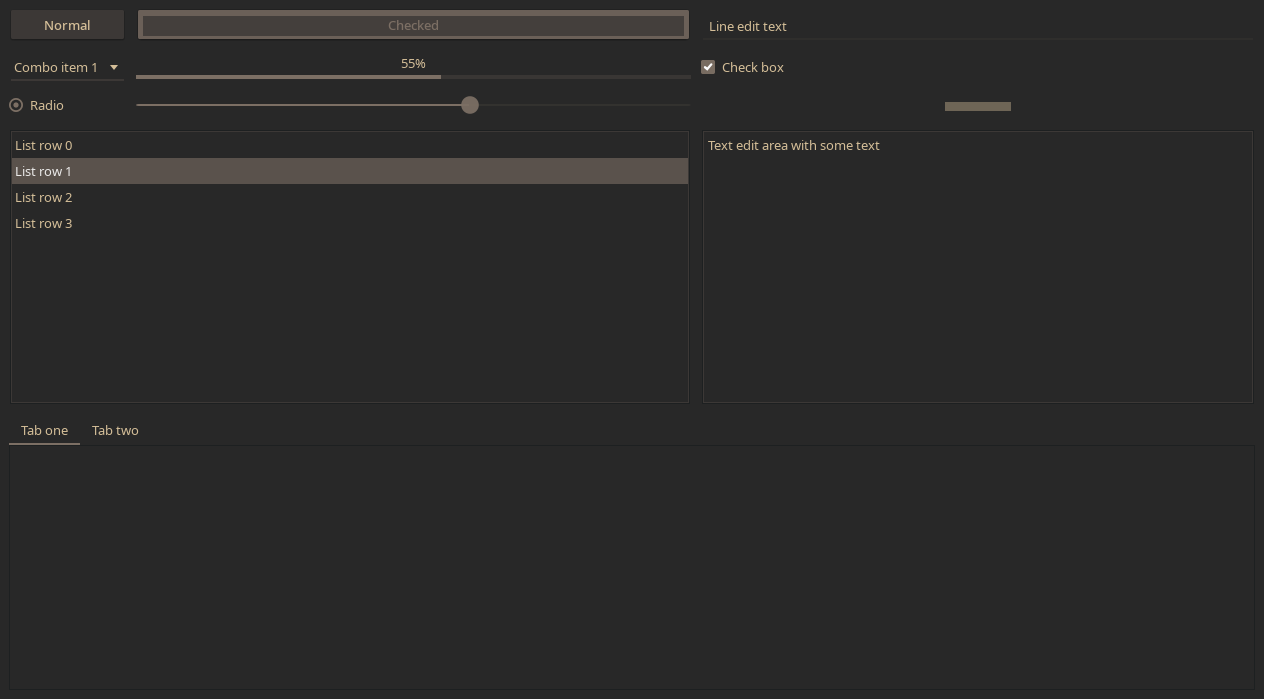 Normal
Checked
Line edit text
Combo item 1
55%
Check box
Radio
List row 0
List row 1
List row 2
List row 3
Text edit area with some text
Tab one
Tab two